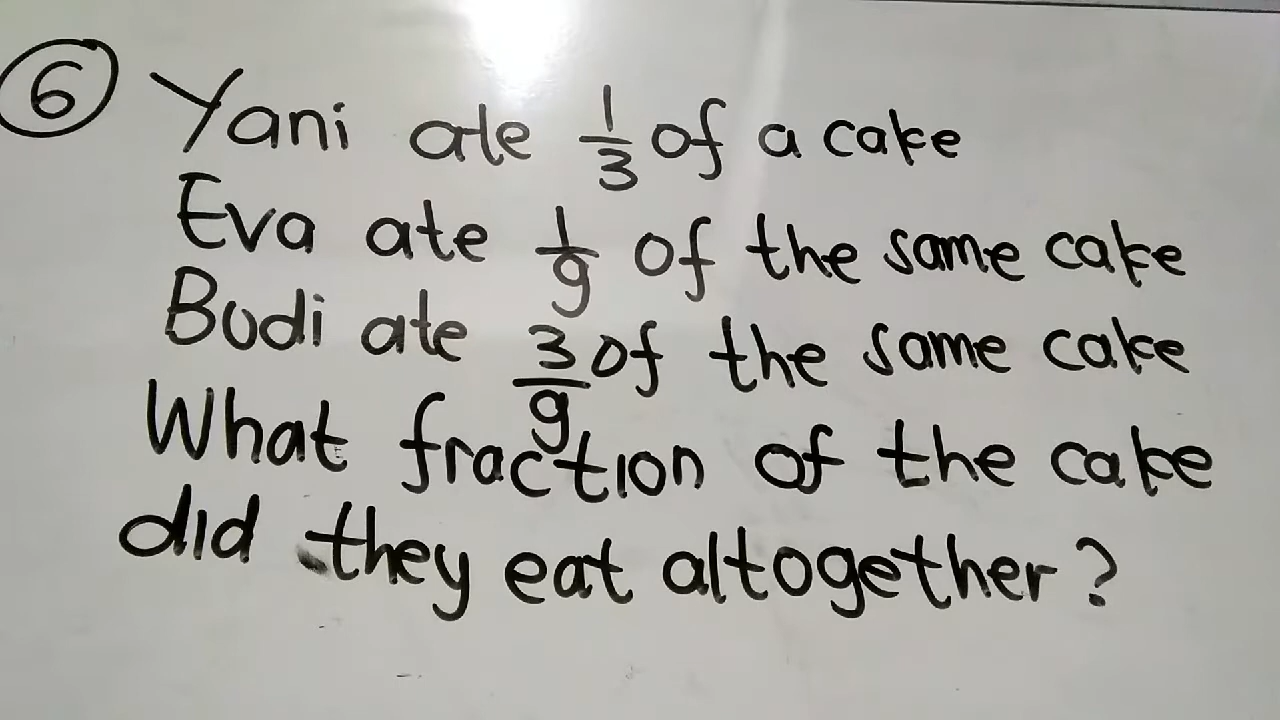 6 Yani ate 1/3 of a cake
Eva ate 1/9 of the same cake
Budi ate 3/9 of the same cake
What fraction of the cake
did they eat altogether?